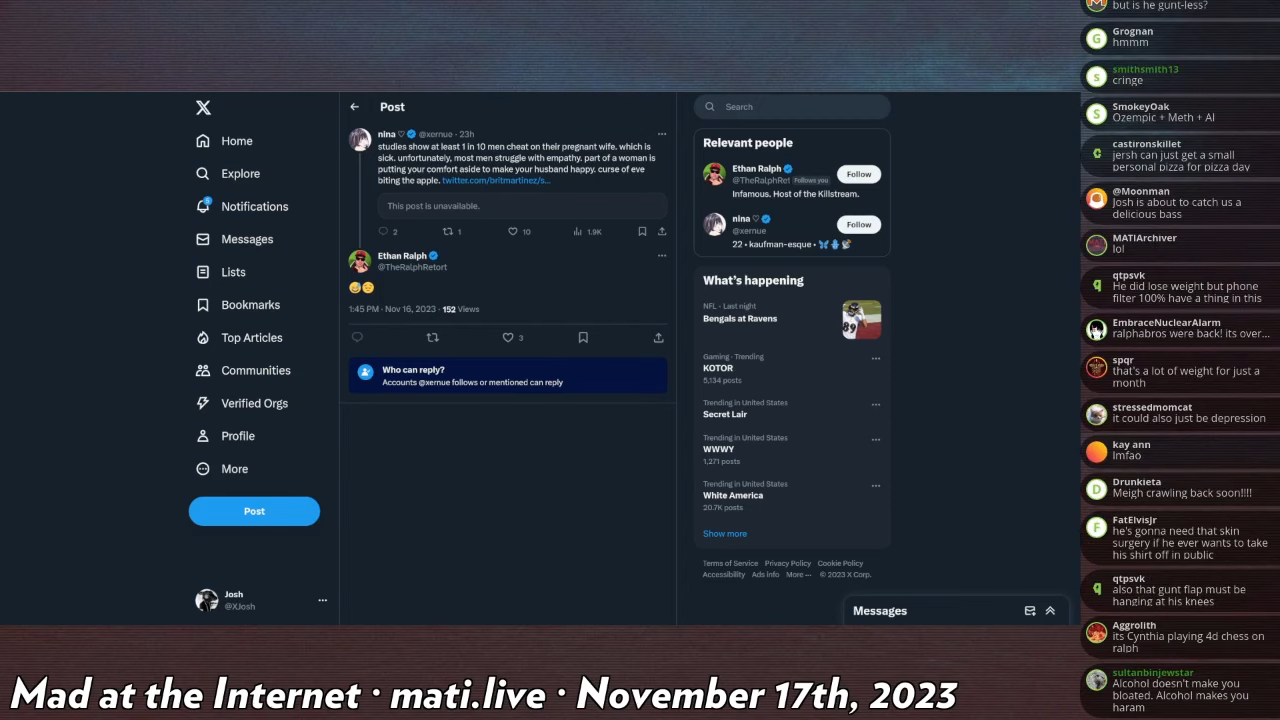 Post
nina ♡ @xernue · 23h
studies show at least 1 in 10 men cheat on their pregnant wife. which is
sick. unfortunately, most men struggle with empathy. part of a woman is
putting your comfort aside to make your husband happy. curse of eve
biting the apple. twitter.com/britmartinez/s...
This post is unavailable.
2
1
10
1.9K
Ethan Ralph
@TheRalphRetort
😅😔
1:45 PM · Nov 16, 2023 · 152 Views
3
Who can reply?
Accounts @xernue follows or mentioned can reply
Home
Explore
5
Notifications
Messages
Lists
Bookmarks
Top Articles
Communities
Verified Orgs
Profile
More
Post
Josh
@XJosh
Search
Relevant people
Ethan Ralph
@TheRalphRet Follows you
Follow
Infamous. Host of the Killstream.
nina ♡
@xernue
Follow
22 • kaufman-esque •
What's happening
NFL · Last night
Bengals at Ravens
Gaming · Trending
KOTOR
5,134 posts
Trending in United States
Secret Lair
Trending in United States
WWWY
1,271 posts
Trending in United States
White America
20.7K posts
Show more
Terms of Service Privacy Policy Cookie Policy
Accessibility Ads info More ··· © 2023 X Corp.
Messages
but is he gunt-less?
Grognan
hmmm
smithsmith13
cringe
SmokeyOak
Ozempic + Meth + AI
castironskillet
jersh can just get a small
personal pizza for pizza day
@Moonman
Josh is about to catch us a
delicious bass
MATIArchiver
lol
qtpsvk
He did lose weight but phone
filter 100% have a thing in this
EmbraceNuclearAlarm
ralphabros were back! its over...
spqr
that's a lot of weight for just a
month
stressedmomcat
it could also just be depression
kay ann
lmfao
Drunkieta
Meigh crawling back soon!!!!
FatElvisJr
he's gonna need that skin
surgery if he ever wants to take
his shirt off in public
qtpsvk
also that gunt flap must be
hanging at his knees
Aggrolith
its Cynthia playing 4d chess on
ralph
sultanbinjewstar
Alcohol doesn't make you
bloated. Alcohol makes you
haram
Mad at the Internet · mati.live · November 17th, 2023